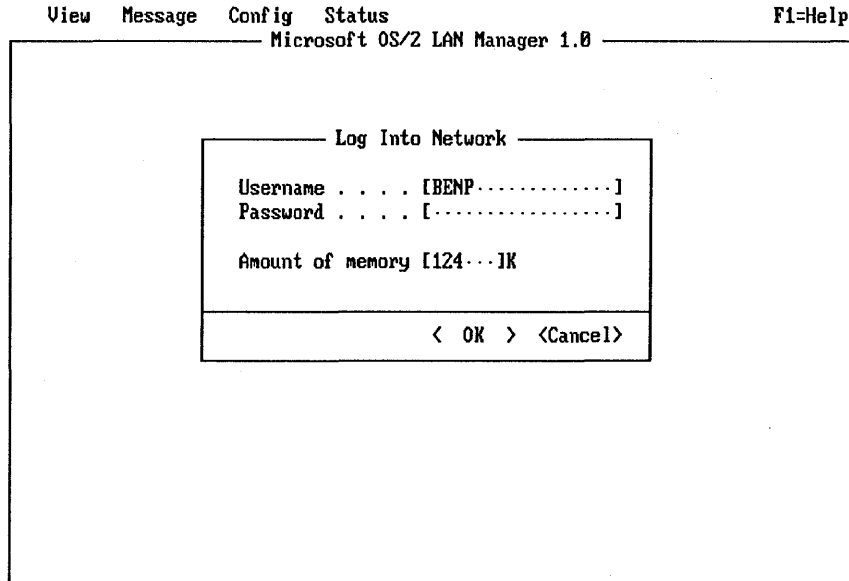 View Message Config Status F1=Help
Microsoft OS/2 LAN Manager 1.0
Log Into Network
Username . . . . [BENP·············]
Password . . . . [·················]
Amount of memory [124···]K
< OK > <Cancel>